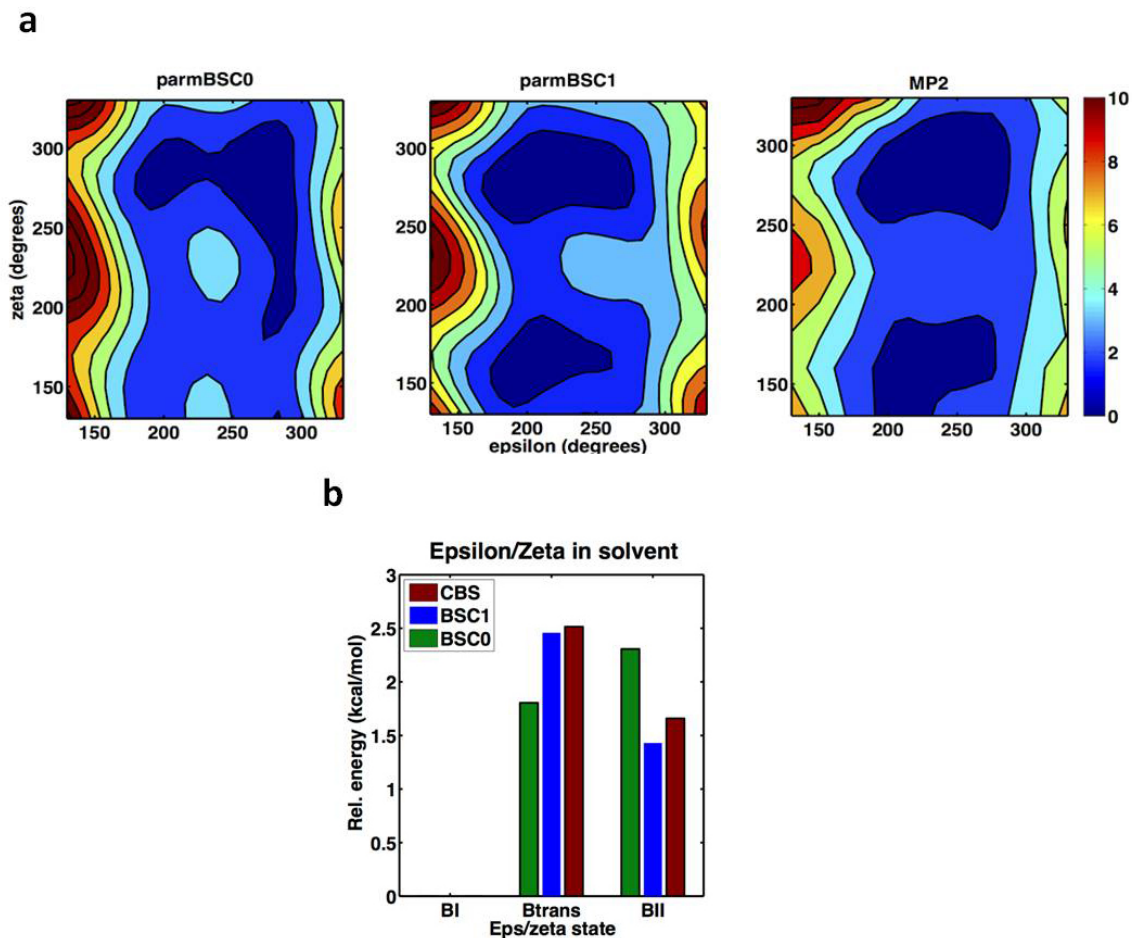 a
parmBSC0
parmBSC1
MP2
zeta (degrees)
300
250
200
150
150 200 250 300
300
250
200
150
150 200 250 300
epsilon (degrees)
300
250
200
150
150 200 250 300
10
8
6
4
2
0
b
Epsilon/Zeta in solvent
Rel. energy (kcal/mol)
3
2.5
2
1.5
1
0.5
0
CBS
BSC1
BSC0
BI Btrans BII
Eps/zeta state